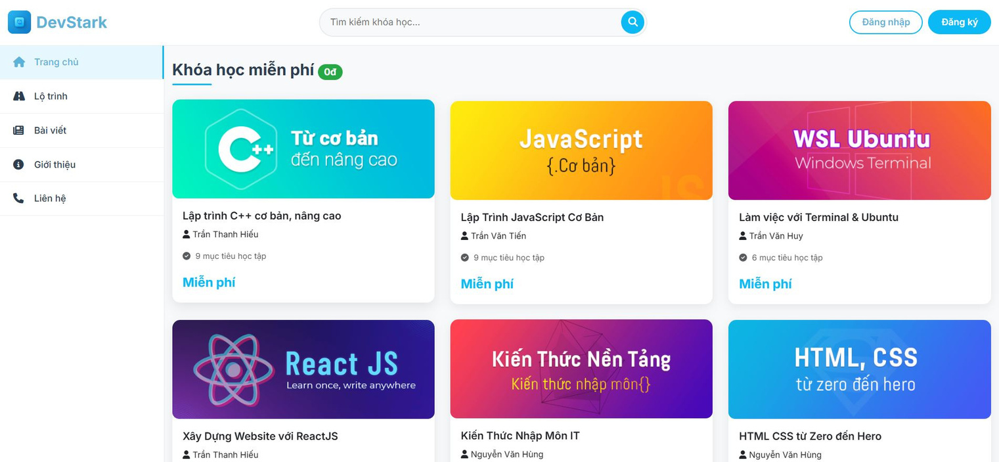 DevStark
Tìm kiếm khóa học...
Đăng nhập
Đăng ký
Trang chủ
Lộ trình
Bài viết
Giới thiệu
Liên hệ
Khóa học miễn phí 0đ
C++
Từ cơ bản
đến nâng cao
Lập trình C++ cơ bản, nâng cao
Trần Thanh Hiếu
9 mục tiêu học tập
Miễn phí
JavaScript
{.Cơ bản}
JS
Lập Trình JavaScript Cơ Bản
Trần Văn Tiến
9 mục tiêu học tập
Miễn phí
WSL Ubuntu
Windows Terminal
Làm việc với Terminal & Ubuntu
Trần Văn Huy
6 mục tiêu học tập
Miễn phí
React JS
Learn once, write anywhere
Xây Dựng Website với ReactJS
Trần Thanh Hiếu
Kiến Thức Nền Tảng
Kiến thức nhập môn{}
Kiến Thức Nhập Môn IT
Nguyễn Văn Hùng
HTML, CSS
từ zero đến hero
HTML CSS từ Zero đến Hero
Nguyễn Văn Hùng